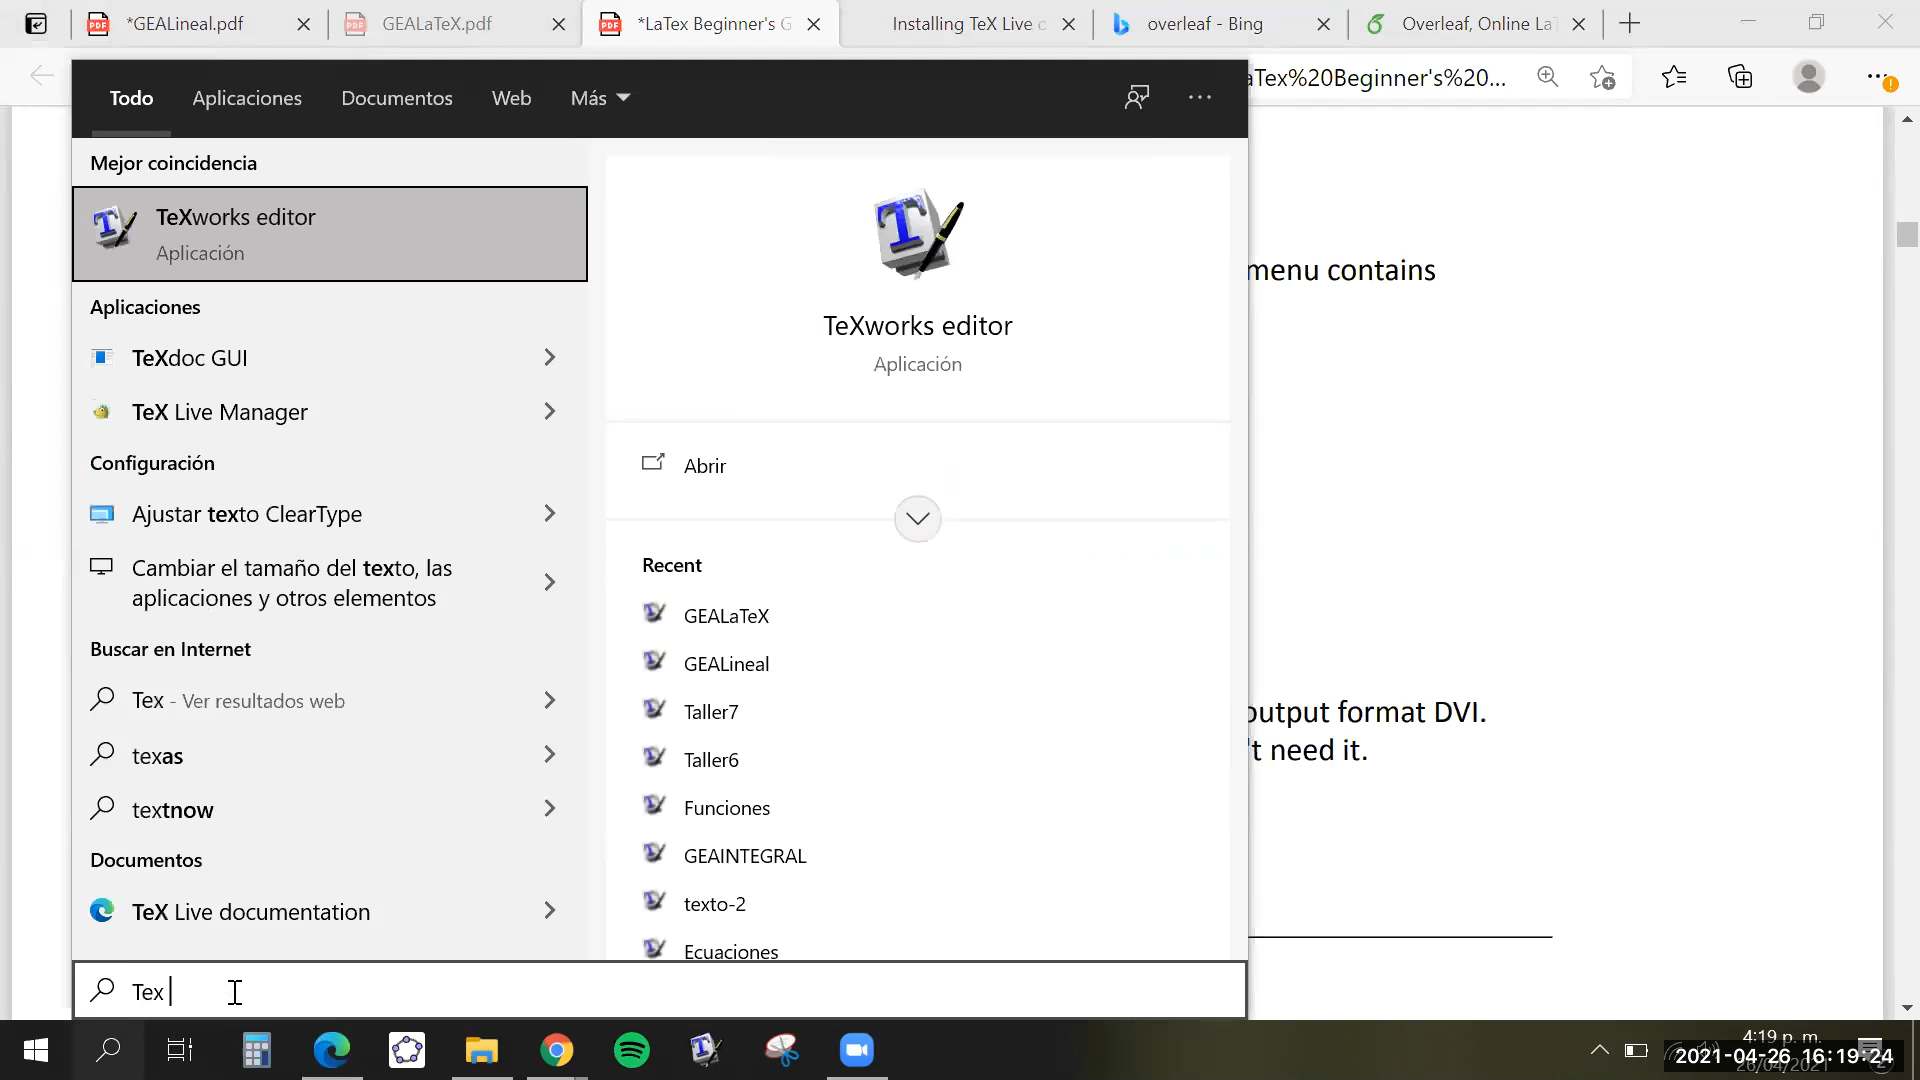 *GEALineal.pdf
GEALaTeX.pdf
*LaTex Beginner's G
Installing TeX Live c
overleaf - Bing
Overleaf, Online La
aTex%20Beginner's%20...
Todo
Aplicaciones
Documentos
Web
Más
Mejor coincidencia
TeXworks editor
Aplicación
Aplicaciones
TeXdoc GUI
TeX Live Manager
Configuración
Ajustar texto ClearType
Cambiar el tamaño del texto, las
aplicaciones y otros elementos
Buscar en Internet
Tex - Ver resultados web
texas
textnow
Documentos
TeX Live documentation
Tex
TeXworks editor
Aplicación
Abrir
Recent
GEALaTeX
GEALineal
Taller7
Taller6
Funciones
GEAINTEGRAL
texto-2
Ecuaciones
menu contains
output format DVI.
't need it.
4:19 p. m.
2021-04-26 16:19:24
26/04/2021